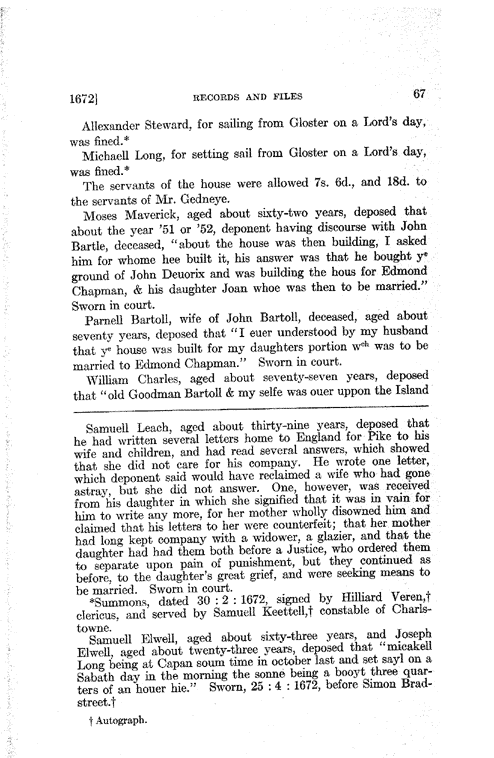 1672] RECORDS AND FILES 67
Allexander Steward, for sailing from Gloster on a Lord's day,
was fined.*
Michaell Long, for setting sail from Gloster on a Lord's day,
was fined.*
The servants of the house were allowed 7s. 6d., and 18d. to
the servants of Mr. Gedneye.
Moses Maverick, aged about sixty-two years, deposed that
about the year '51 or '52, deponent having discourse with John
Bartle, deceased, "about the house was then building, I asked
him for whome hee built it, his answer was that he bought yᵉ
ground of John Deuorix and was building the hous for Edmond
Chapman, & his daughter Joan whoe was then to be married."
Sworn in court.
Parnell Bartoll, wife of John Bartoll, deceased, aged about
seventy years, deposed that "I euer understood by my husband
that yᵉ house was built for my daughters portion wᶜʰ was to be
married to Edmond Chapman." Sworn in court.
William Charles, aged about seventy-seven years, deposed
that "old Goodman Bartoll & my selfe was ouer uppon the Island
Samuell Leach, aged about thirty-nine years, deposed that
he had written several letters home to England for Pike to his
wife and children, and had read several answers, which showed
that she did not care for his company. He wrote one letter,
which deponent said would have reclaimed a wife who had gone
astray, but she did not answer. One, however, was received
from his daughter in which she signified that it was in vain for
him to write any more, for her mother wholly disowned him and
claimed that his letters to her were counterfeit; that her mother
had long kept company with a widower, a glazier, and that the
daughter had had them both before a Justice, who ordered them
to separate upon pain of punishment, but they continued as
before, to the daughter's great grief, and were seeking means to
be married. Sworn in court.
*Summons, dated 30 : 2 : 1672, signed by Hilliard Veren,†
clericus, and served by Samuel Keettell,† constable of Charls-
towne.
Samuell Elwell, aged about sixty-three years, and Joseph
Elwell, aged about twenty-three years, deposed that "micakell
Long being at Capan soum time in october last and set sayl on a
Sabath day in the morning the sonne being a booyt three quar-
ters of an houer hie." Sworn, 25 : 4 : 1672, before Simon Brad-
street.†
† Autograph.